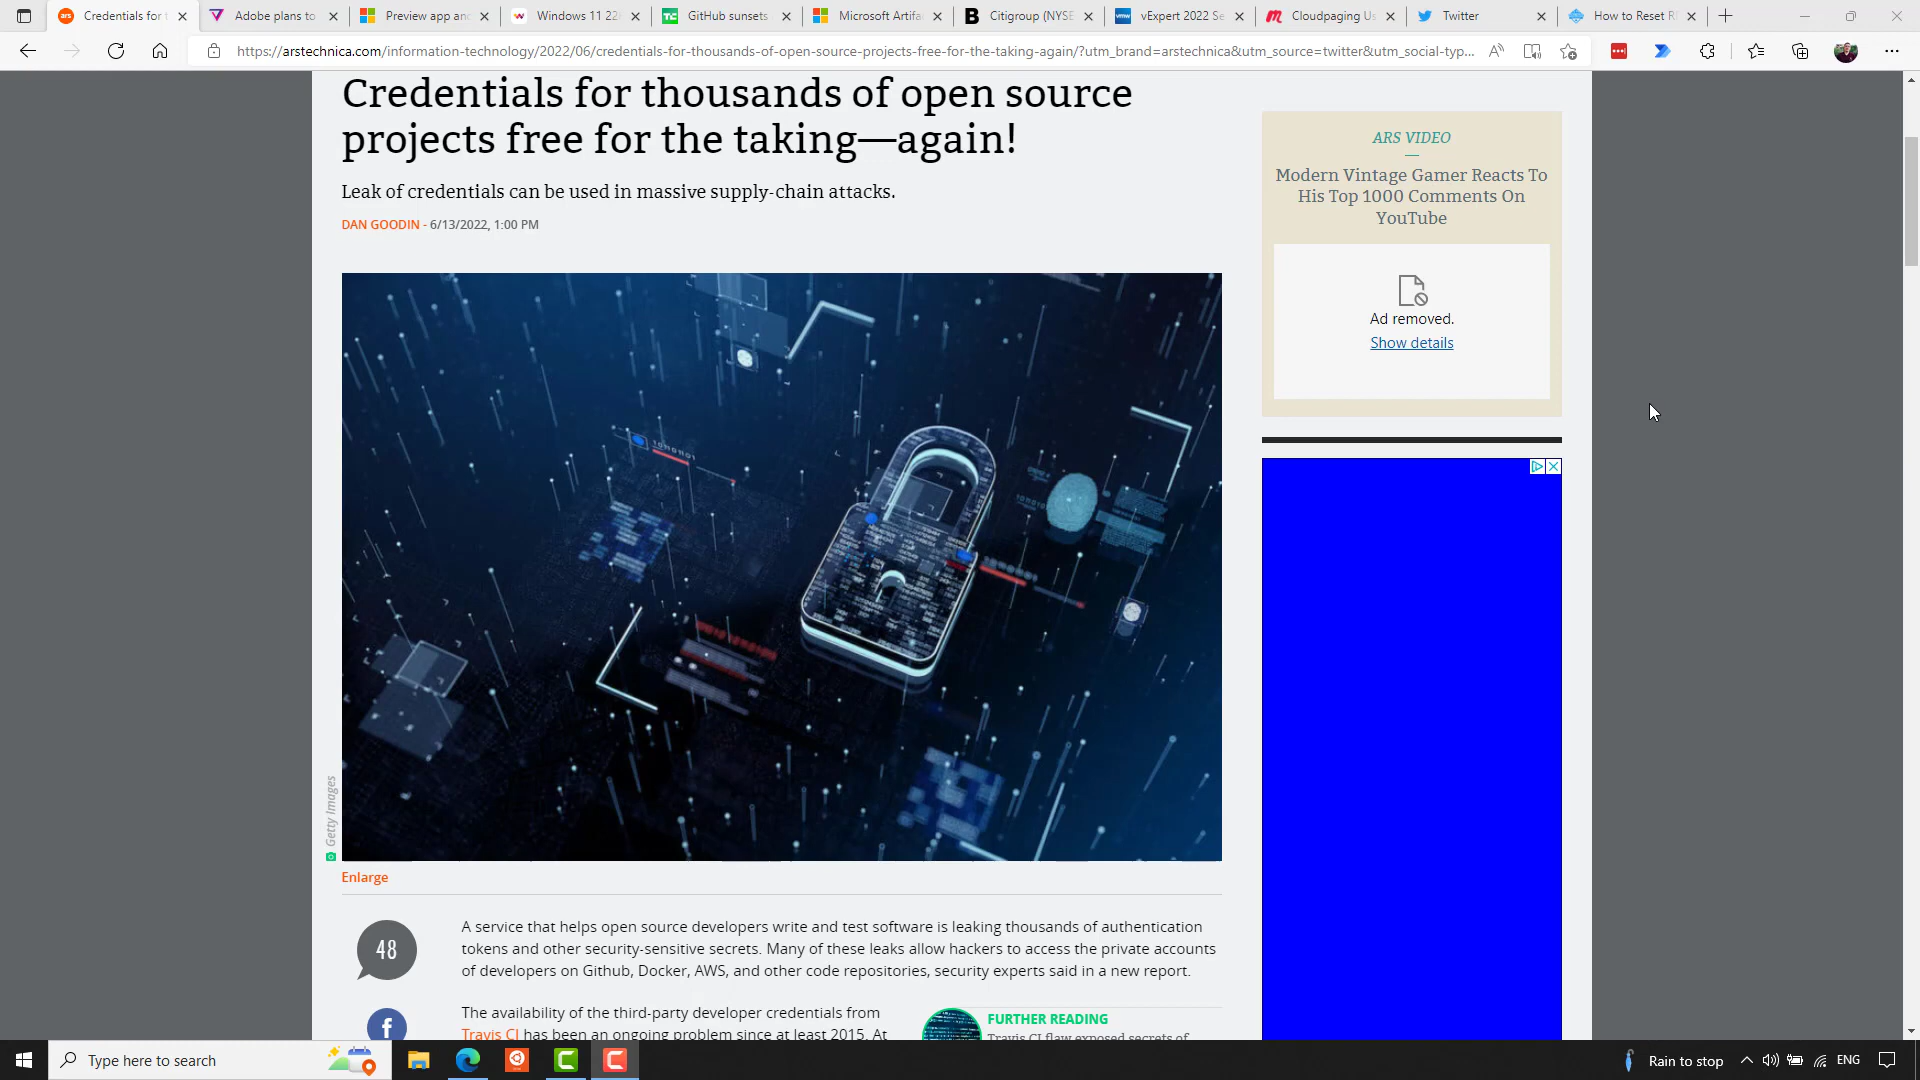 Credentials for t
Adobe plans to
Preview app and
Windows 11 22H
GitHub sunsets
Microsoft Artifa
Citigroup (NYSE
vExpert 2022 Se
Cloudpaging Us
Twitter
How to Reset R
https://arstechnica.com/information-technology/2022/06/credentials-for-thousands-of-open-source-projects-free-for-the-taking-again/?utm_brand=arstechnica&utm_source=twitter&utm_social-typ...
Credentials for thousands of open source
projects free for the taking—again!
Leak of credentials can be used in massive supply-chain attacks.
DAN GOODIN - 6/13/2022, 1:00 PM
Getty Images
Enlarge
48
A service that helps open source developers write and test software is leaking thousands of authentication
tokens and other security-sensitive secrets. Many of these leaks allow hackers to access the private accounts
of developers on Github, Docker, AWS, and other code repositories, security experts said in a new report.
The availability of the third-party developer credentials from
Travis CI has been an ongoing problem since at least 2015. At
FURTHER READING
Travis CI flaw exposed secrets of
ARS VIDEO
Modern Vintage Gamer Reacts To
His Top 1000 Comments On
YouTube
Ad removed.
Show details
Type here to search
Rain to stop
ENG